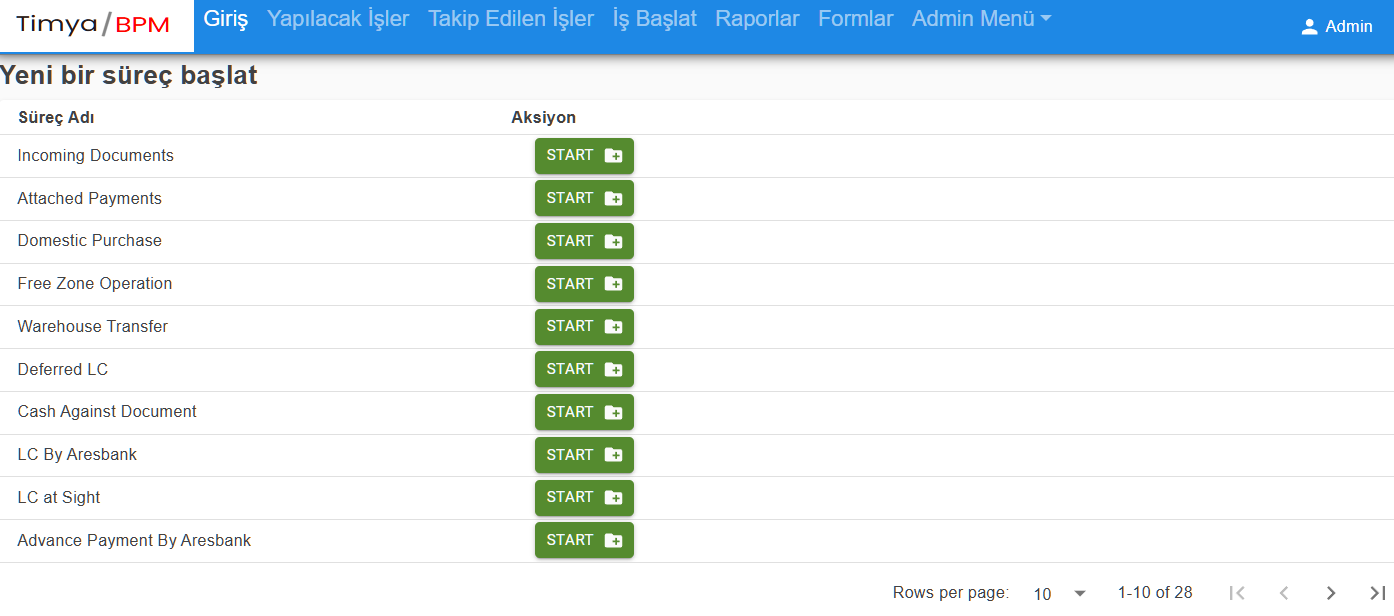 Timya/BPM Giriş Yapılacak İşler Takip Edilen İşler İş Başlat Raporlar Formlar Admin Menü Admin
Yeni bir süreç başlat
Süreç Adı Aksiyon
Incoming Documents START
Attached Payments START
Domestic Purchase START
Free Zone Operation START
Warehouse Transfer START
Deferred LC START
Cash Against Document START
LC By Aresbank START
LC at Sight START
Advance Payment By Aresbank START
Rows per page: 10 1-10 of 28